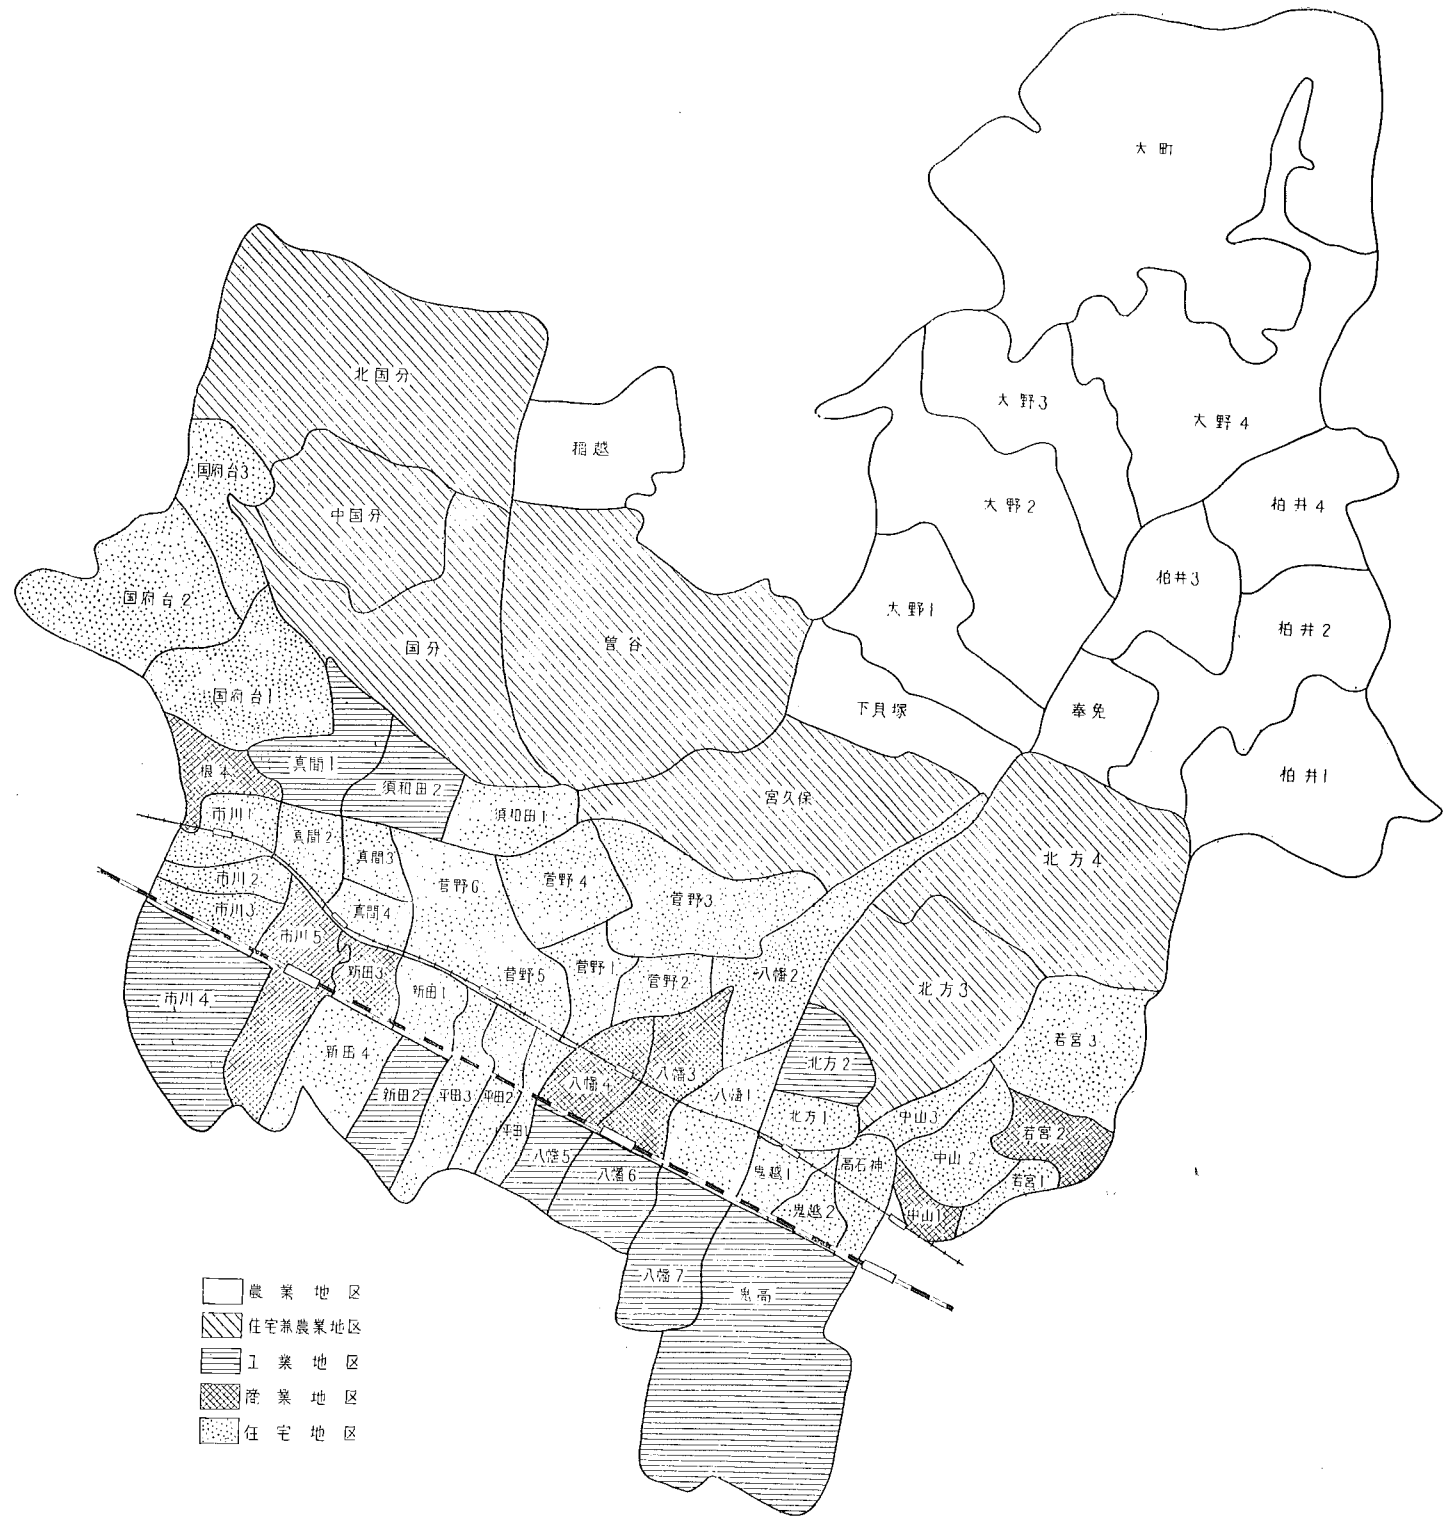 大町
北国分
大野3
大野4
稲越
国府台3
中国分
大野2
柏井4
国府台2
大野1
柏井3
柏井2
国分
曽谷
国府台1
下貝塚
奉免
真間1
根本
須和田2
柏井1
宮久保
市川1
須和田1
真間2
真間3
北方4
市川2
菅野6
菅野4
菅野3
市川3
真間4
市川5
新田3
菅野5
菅野1
菅野2
八幡2
市川4
新田1
北方3
新田4
若宮3
北方2
八幡4
八幡3
新田2
平田3
平田2
八幡1
北方1
中山3
平田1
若宮2
八幡5
八幡6
鬼越1
高石神
中山2
若宮1
鬼越2
中山1
八幡7
鬼高
農業地区
住宅兼農業地区
工業地区
商業地区
住宅地区